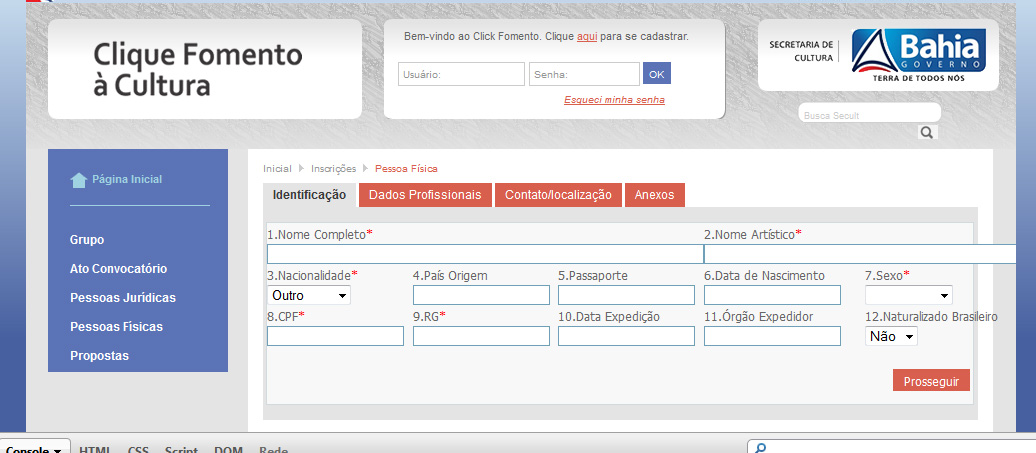 Clique Fomento
à Cultura
Bem-vindo ao Click Fomento. Clique aqui para se cadastrar.
Usuário:
Senha:
OK
Esqueci minha senha
SECRETARIA DE
CULTURA
Bahia
GOVERNO
TERRA DE TODOS NÓS
Busca Secult
Página Inicial
Grupo
Ato Convocatório
Pessoas Jurídicas
Pessoas Físicas
Propostas
Inicial Inscrições Pessoa Física
Identificação Dados Profissionais Contato/localização Anexos
1.Nome Completo* 2.Nome Artístico*
3.Nacionalidade* 4.País Origem 5.Passaporte 6.Data de Nascimento 7.Sexo*
Outro
8.CPF* 9.RG* 10.Data Expedição 11.Órgão Expedidor 12.Naturalizado Brasileiro
Não
Prosseguir
Console HTML CSS Script DOM Rede